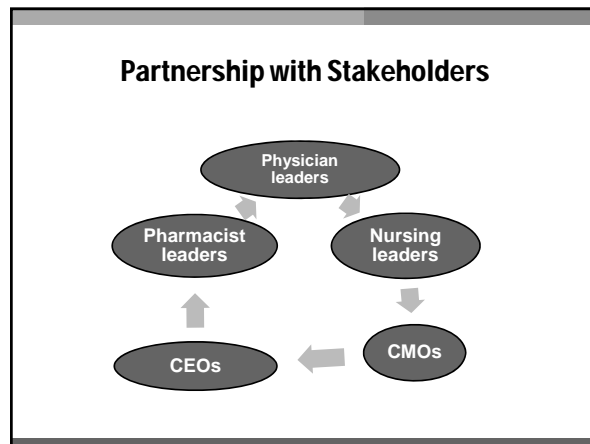 Partnership with Stakeholders
Physician
leaders
Pharmacist
leaders
Nursing
leaders
CEOs
CMOs